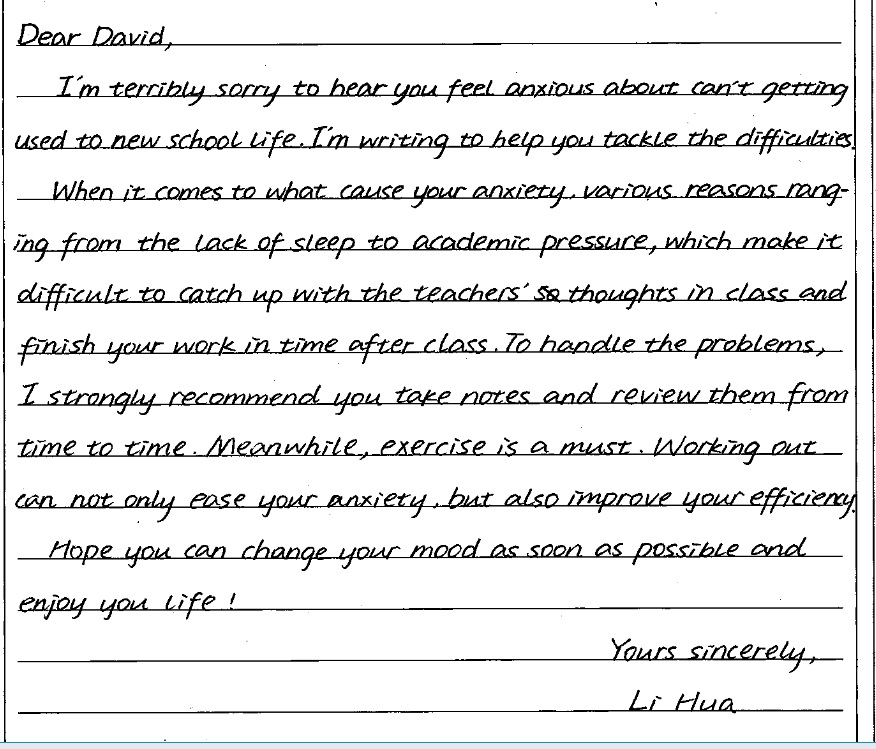 Dear David,
I'm terribly sorry to hear you feel anxious about can't getting
used to new school life. I'm writing to help you tackle the difficulties.
When it comes to what cause your anxiety, various reasons rang-
ing from the lack of sleep to academic pressure, which make it
difficult to catch up with the teachers' thoughts in class and
finish your work in time after class. To handle the problems,
I strongly recommend you take notes and review them from
time to time. Meanwhile, exercise is a must. Working out
can not only ease your anxiety, but also improve your efficiency.
Hope you can change your mood as soon as possible and
enjoy you life!
Yours sincerely,
Li Hua